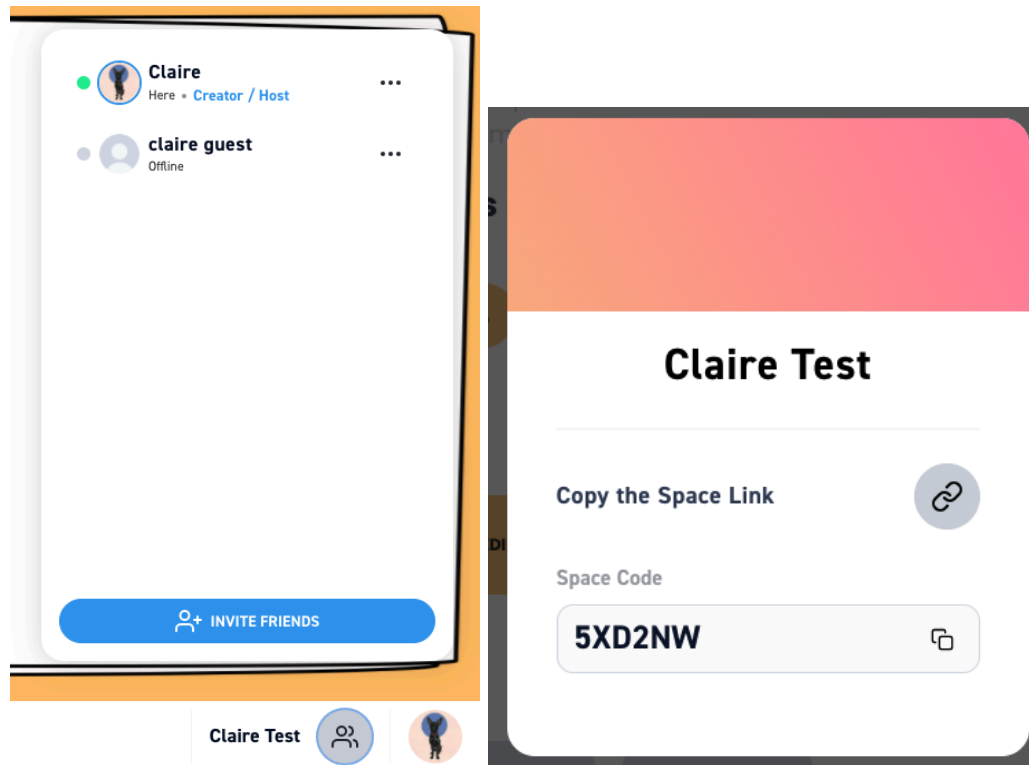 Claire
Here • Creator / Host
claire guest
Offline
INVITE FRIENDS
Claire Test
Claire Test
Copy the Space Link
Space Code
5XD2NW